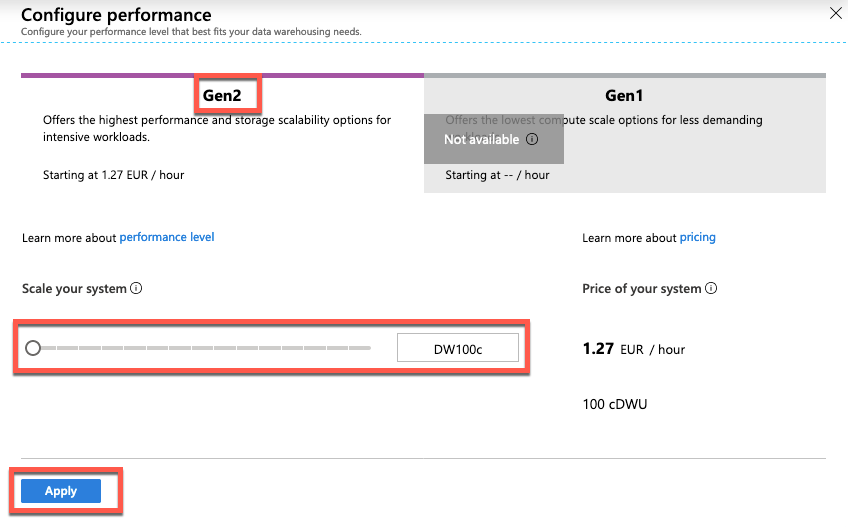 Configure performance
Configure your performance level that best fits your data warehousing needs.
Gen2
Offers the highest performance and storage scalability options for
intensive workloads.
Starting at 1.27 EUR / hour
Gen1
Offers the lowest compute scale options for less demanding
workloads.
Not available
Starting at -- / hour
Learn more about performance level
Learn more about pricing
Scale your system
Price of your system
DW100c
1.27 EUR / hour
100 cDWU
Apply